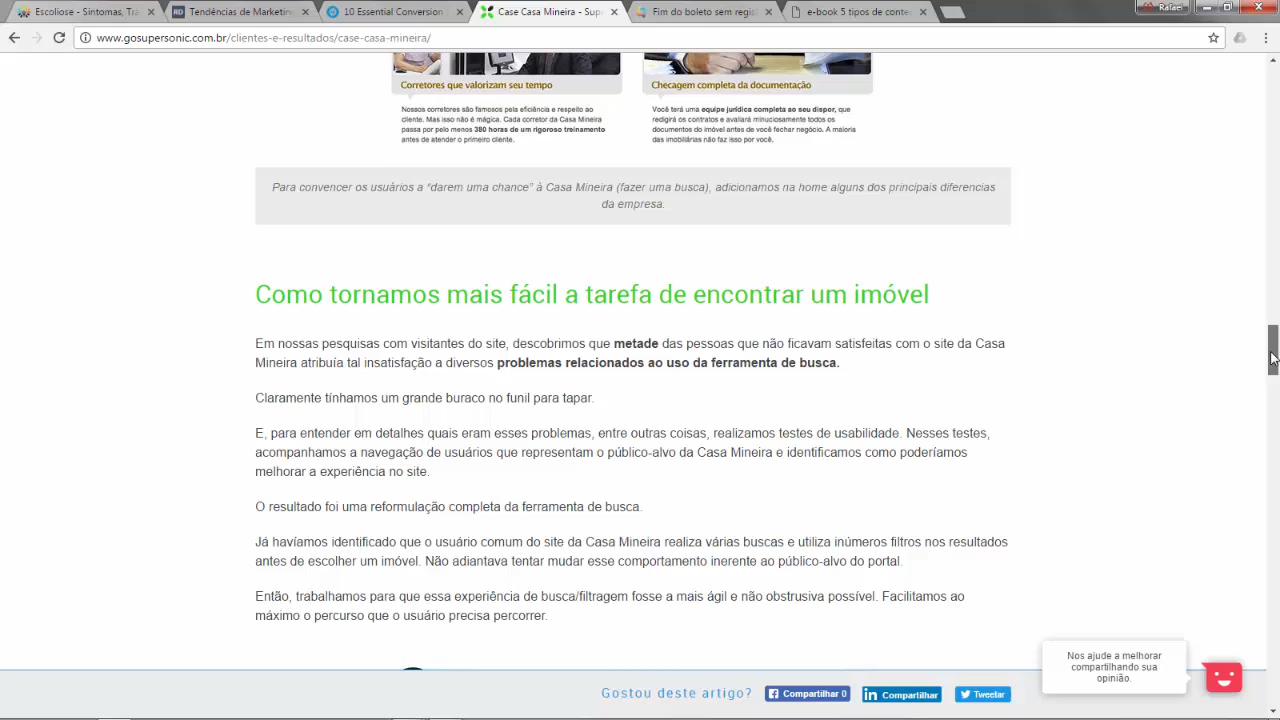 Escoliose - Sintomas, Tra
Tendências de Marketing
10 Essential Conversion
Case Casa Mineira - Supe
Fim do boleto sem regist
e-book 5 tipos de conte
Rafael
www.gosupersonic.com.br/clientes-e-resultados/case-casa-mineira/
Corretores que valorizam seu tempo
Nossos corretores são famosos pela eficiência e respeito ao
cliente. Mas isso não é mágica. Cada corretor da Casa Mineira
passa por pelo menos 380 horas de um rigoroso treinamento
antes de atender o primeiro cliente.
Checagem completa da documentação
Você terá uma equipe jurídica completa ao seu dispor, que
redigirá os contratos e avaliará minuciosamente todos os
documentos do imóvel antes de você fechar negócio. A maioria
das imobiliárias não faz isso por você.
Para convencer os usuários a “darem uma chance” à Casa Mineira (fazer uma busca), adicionamos na home alguns dos principais diferencias
da empresa.
Como tornamos mais fácil a tarefa de encontrar um imóvel
Em nossas pesquisas com visitantes do site, descobrimos que metade das pessoas que não ficavam satisfeitas com o site da Casa
Mineira atribuía tal insatisfação a diversos problemas relacionados ao uso da ferramenta de busca.
Claramente tínhamos um grande buraco no funil para tapar.
E, para entender em detalhes quais eram esses problemas, entre outras coisas, realizamos testes de usabilidade. Nesses testes,
acompanhamos a navegação de usuários que representam o público-alvo da Casa Mineira e identificamos como poderíamos
melhorar a experiência no site.
O resultado foi uma reformulação completa da ferramenta de busca.
Já havíamos identificado que o usuário comum do site da Casa Mineira realiza várias buscas e utiliza inúmeros filtros nos resultados
antes de escolher um imóvel. Não adiantava tentar mudar esse comportamento inerente ao público-alvo do portal.
Então, trabalhamos para que essa experiência de busca/filtragem fosse a mais ágil e não obstrusiva possível. Facilitamos ao
máximo o percurso que o usuário precisa percorrer.
Nos ajude a melhorar
compartilhando sua
opinião.
Gostou deste artigo?
Compartilhar 0
Compartilhar
Tweetar